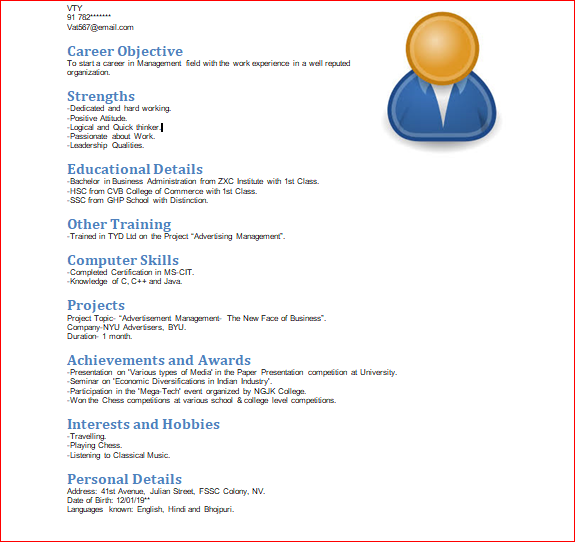 VTY
91 782*******
Vat567@email.com
Career Objective
To start a career in Management field with the work experience in a well reputed
organization.
Strengths
-Dedicated and hard working.
-Positive Attitude.
-Logical and Quick thinker.
-Passionate about Work.
-Leadership Qualities.
Educational Details
-Bachelor in Business Administration from ZXC Institute with 1st Class.
-HSC from CVB College of Commerce with 1st Class.
-SSC from GHP School with Distinction.
Other Training
-Trained in TYD Ltd on the Project “Advertising Management”.
Computer Skills
-Completed Certification in MS-CIT.
-Knowledge of C, C++ and Java.
Projects
Project Topic- “Advertisement Management- The New Face of Business”.
Company-NYU Advertisers, BYU.
Duration- 1 month.
Achievements and Awards
-Presentation on 'Various types of Media' in the Paper Presentation competition at University.
-Seminar on 'Economic Diversifications in Indian Industry'.
-Participation in the 'Mega-Tech' event organized by NGJK College.
-Won the Chess competitions at various school & college level competitions.
Interests and Hobbies
-Travelling.
-Playing Chess.
-Listening to Classical Music.
Personal Details
Address: 41st Avenue, Julian Street, FSSC Colony, NV.
Date of Birth: 12/01/19**
Languages known: English, Hindi and Bhojpuri.